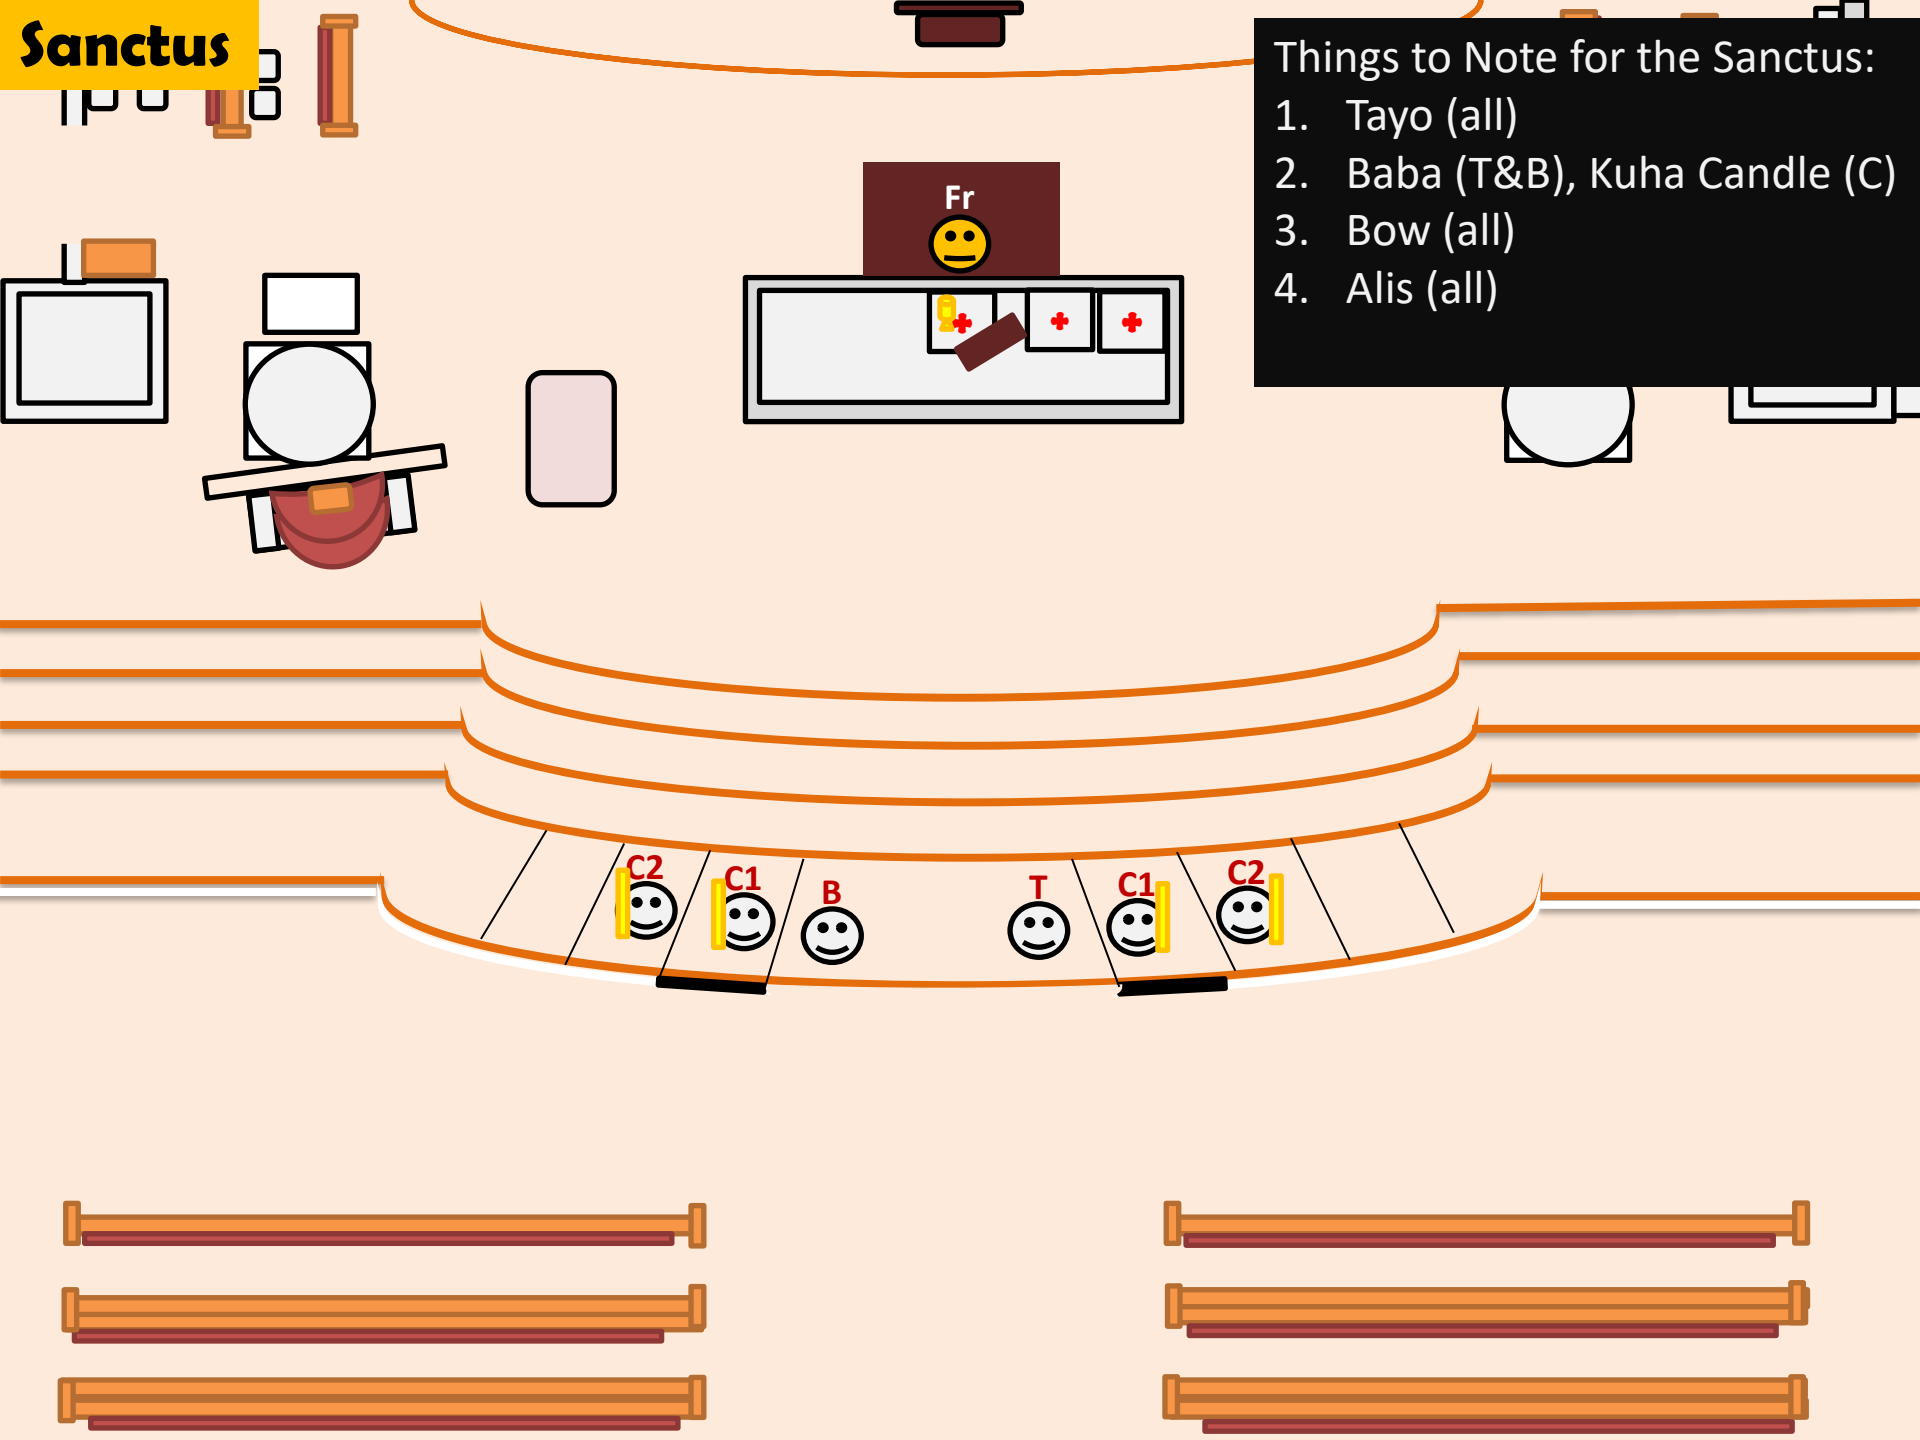 Sanctus
Things to Note for the Sanctus:
1. Tayo (all)
2. Baba (T&B), Kuha Candle (C)
3. Bow (all)
4. Alis (all)
Fr
C2
C1
B
T
C1
C2